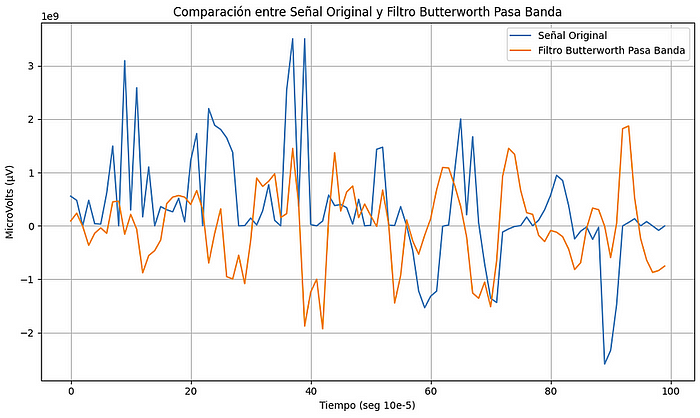 Comparación entre Señal Original y Filtro Butterworth Pasa Banda
1e9
Señal Original
Filtro Butterworth Pasa Banda
3
2
1
0
−1
−2
MicroVolts (μV)
0 20 40 60 80 100
Tiempo (seg 10e-5)